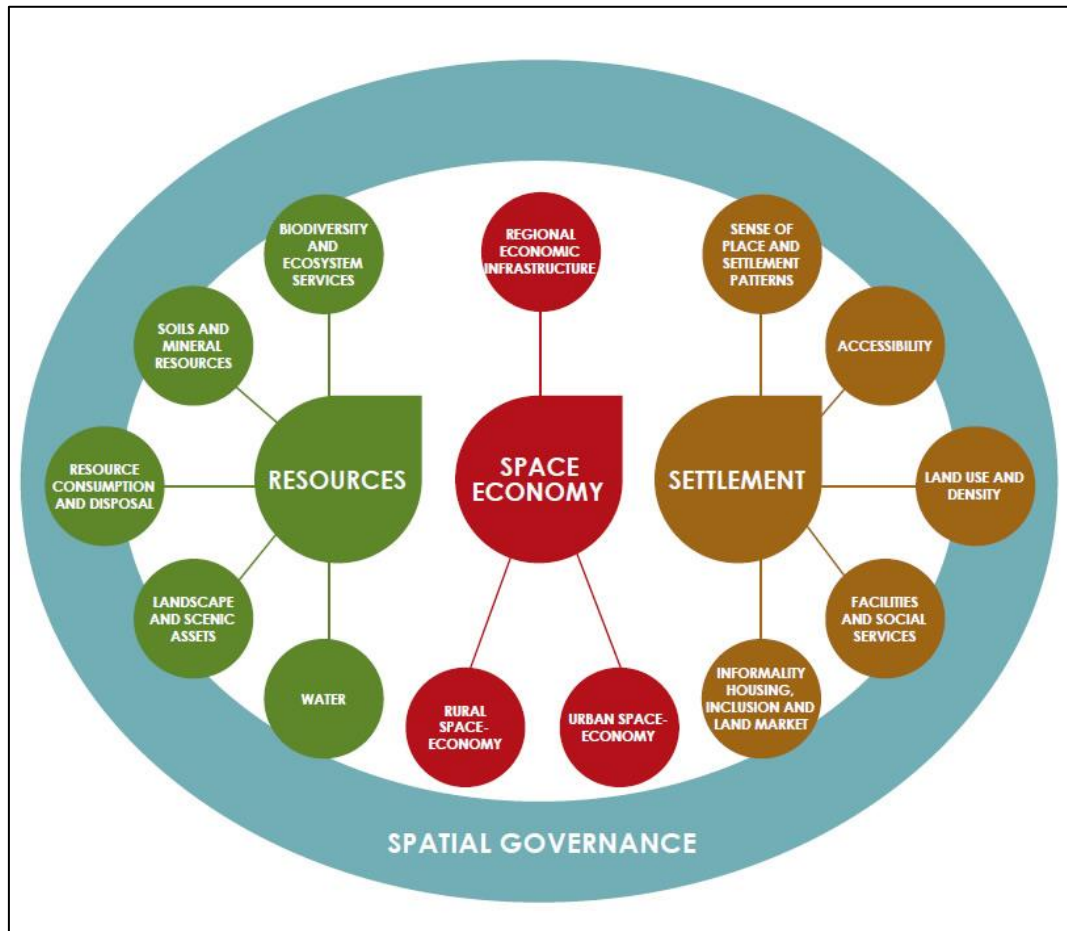 BIODIVERSITY
AND
ECOSYSTEM
SERVICES
SOILS AND
MINERAL
RESOURCES
RESOURCE
CONSUMPTION
AND DISPOSAL
LANDSCAPE
AND SCENIC
ASSETS
WATER
RESOURCES
REGIONAL
ECONOMIC
INFRASTRUCTURE
SPACE
ECONOMY
RURAL
SPACE-
ECONOMY
URBAN SPACE-
ECONOMY
SENSE OF
PLACE AND
SETTLEMENT
PATTERNS
ACCESSIBILITY
SETTLEMENT
LAND USE AND
DENSITY
FACILITIES
AND SOCIAL
SERVICES
INFORMALITY
HOUSING,
INCLUSION AND
LAND MARKET
SPATIAL GOVERNANCE